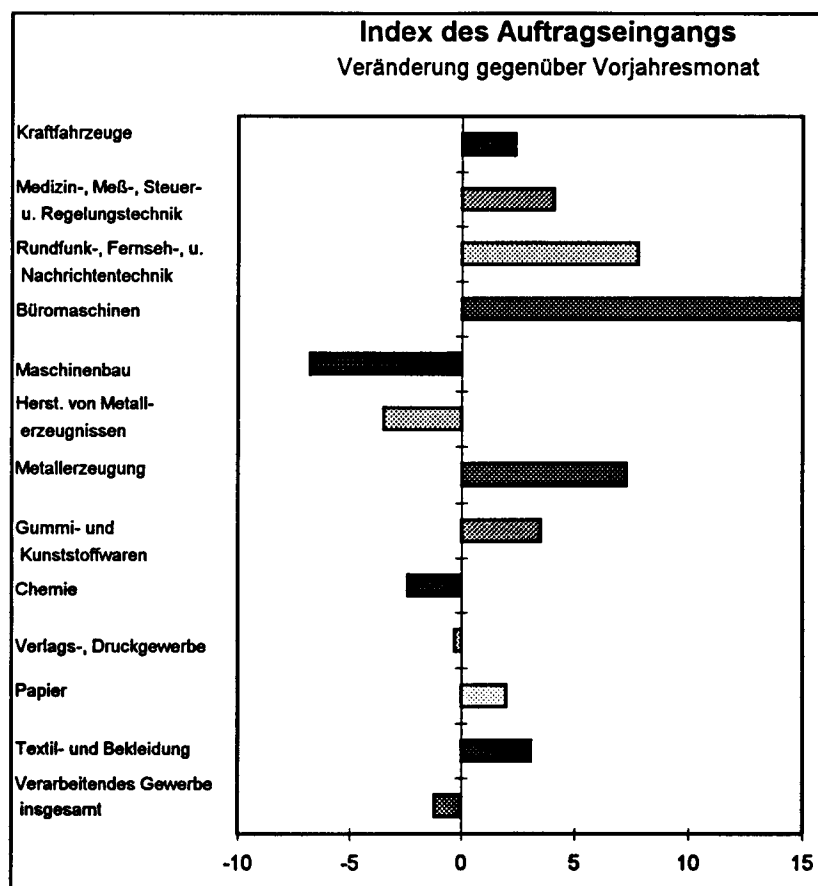 Index des Auftragseingangs
Veränderung gegenüber Vorjahresmonat
Kraftfahrzeuge
Medizin-, Meß-, Steuer-
u. Regelungstechnik
Rundfunk-, Fernseh-, u.
Nachrichtentechnik
Büromaschinen
Maschinenbau
Herst. von Metall-
erzeugnissen
Metallerzeugung
Gummi- und
Kunststoffwaren
Chemie
Verlags-, Druckgewerbe
Papier
Textil- und Bekleidung
Verarbeitendes Gewerbe
insgesamt
-10 -5 0 5 10 15